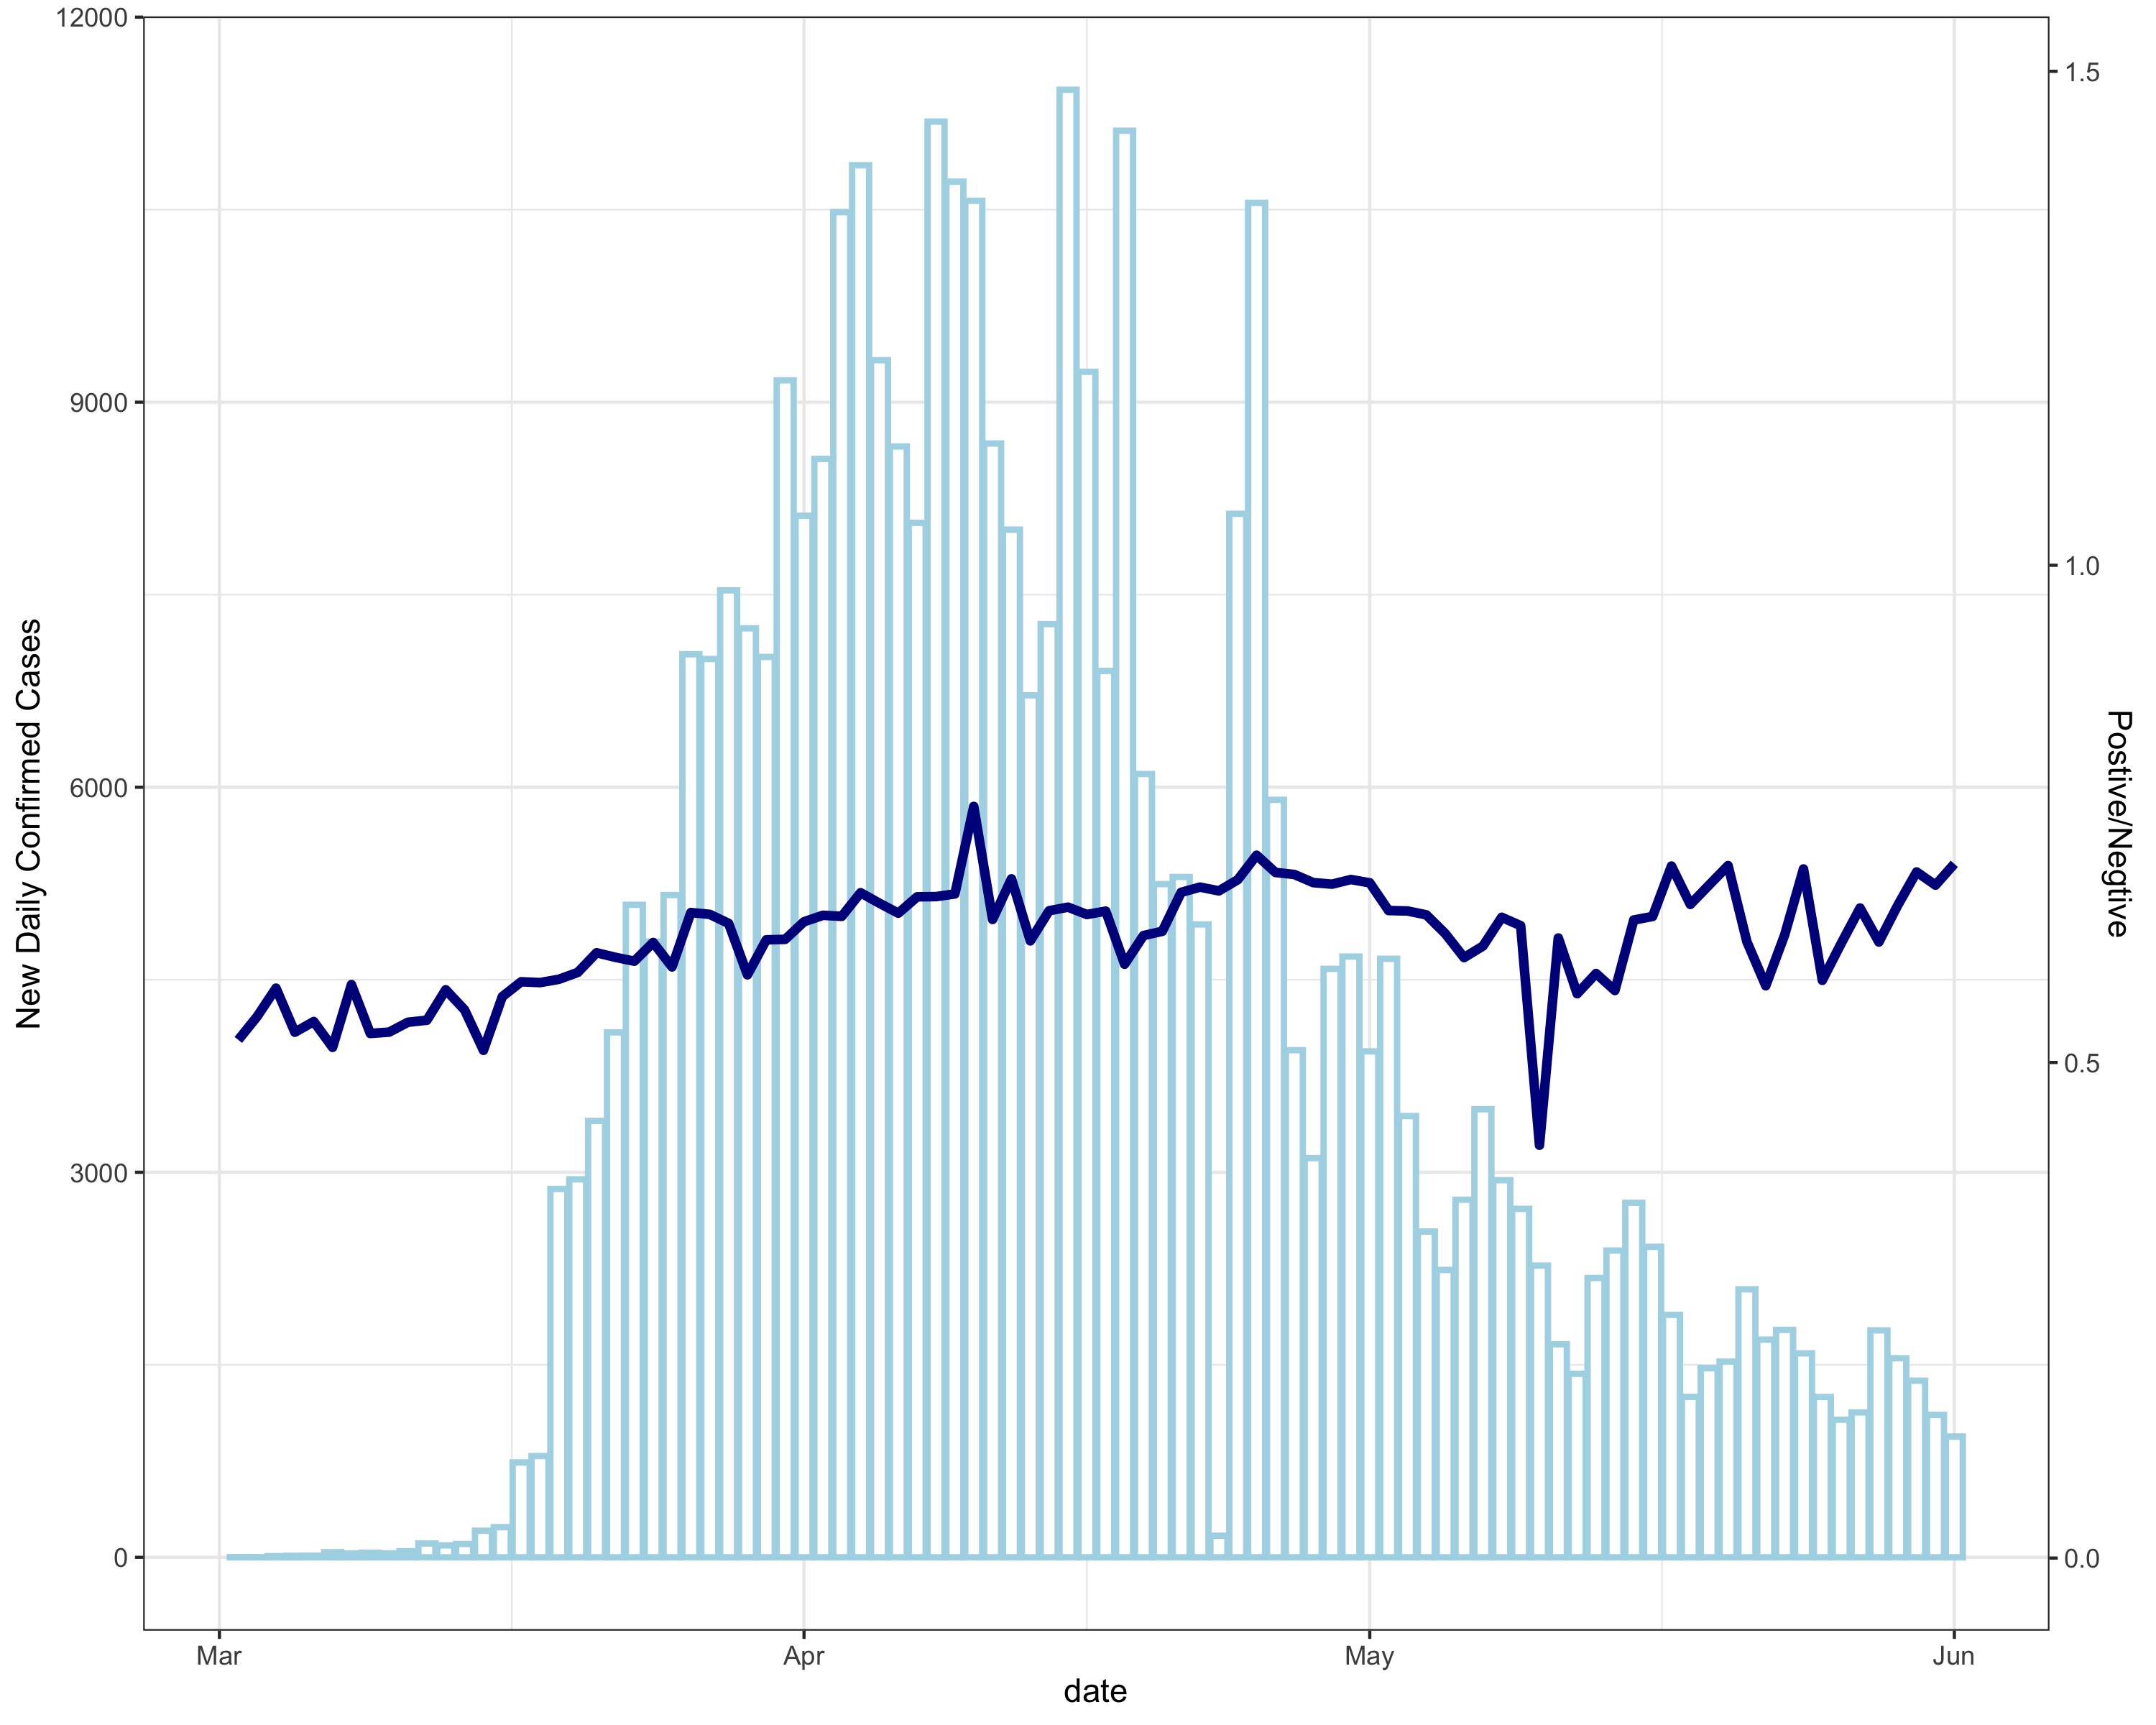 12000
9000
6000
3000
0
New Daily Confirmed Cases
1.5
1.0
0.5
0.0
Postive/Negtive
Mar
Apr
May
Jun
date